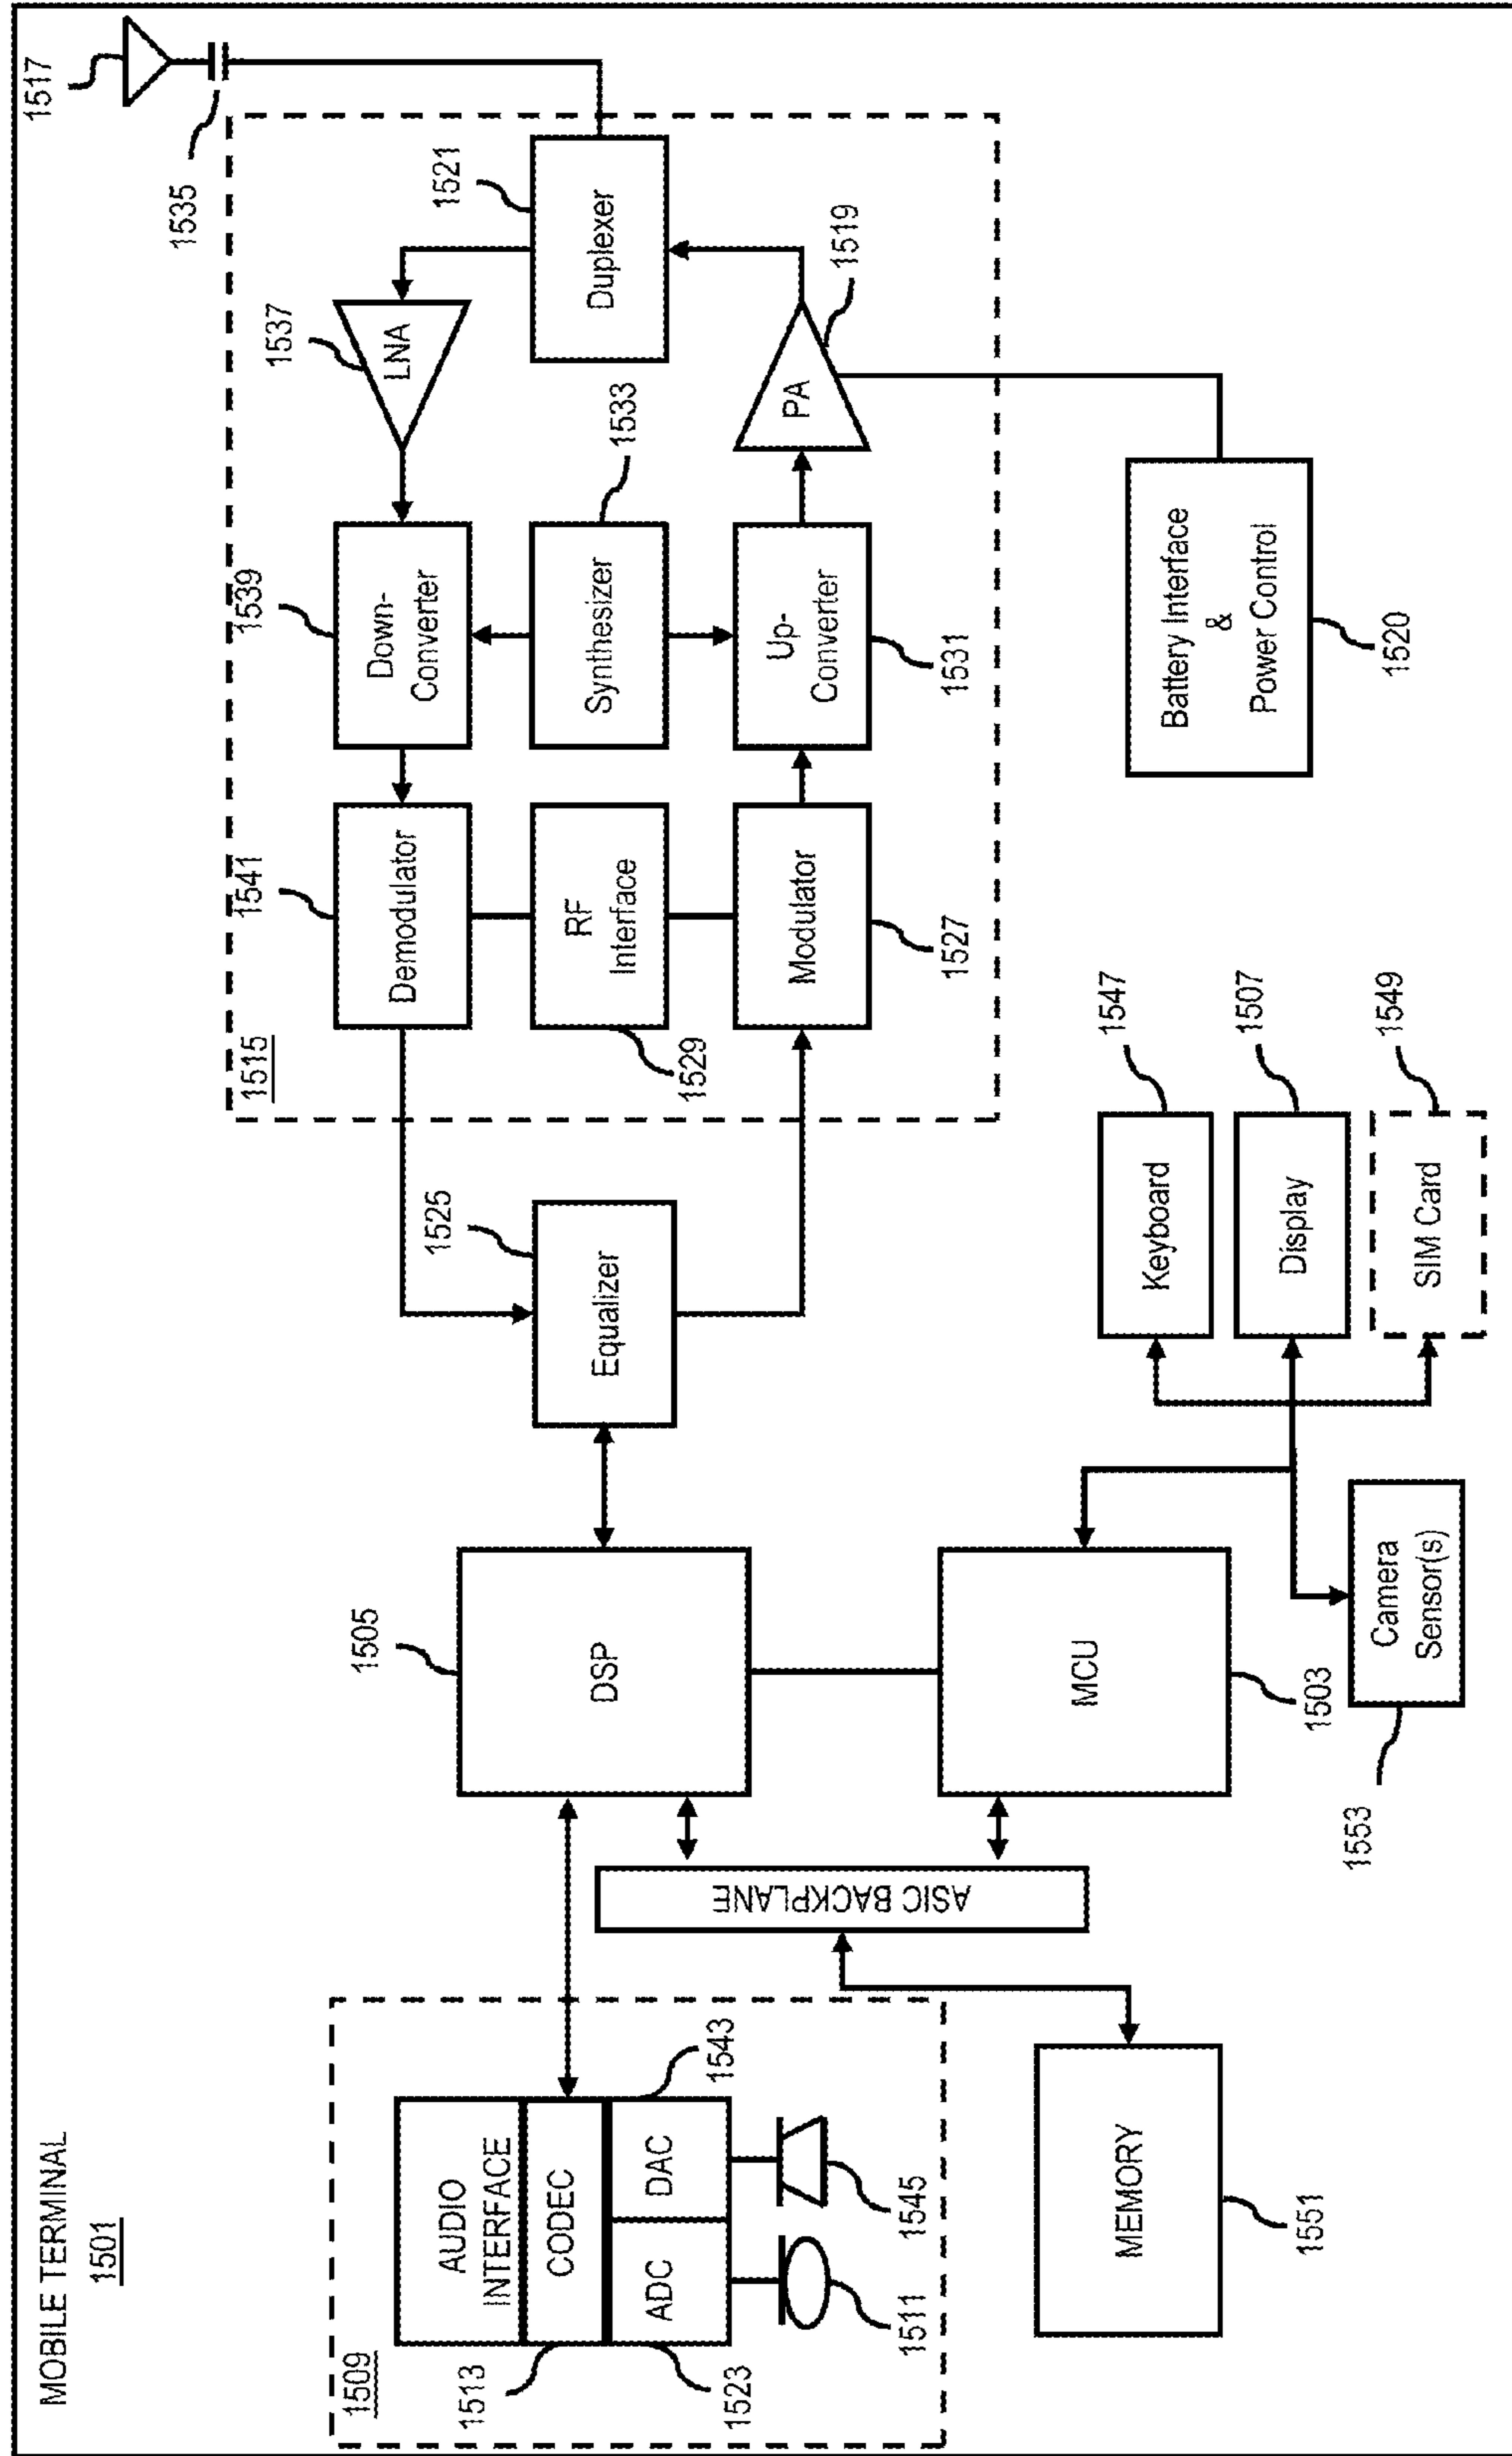 MOBILE TERMINAL
1501
1509
AUDIO
INTERFACE
CODEC
ADC
DAC
1513
1523
1543
1511
1545
MEMORY
1551
ASIC BACKPLANE
DSP
1505
MCU
1503
Camera
Sensor(s)
1553
Equalizer
1525
Keyboard
1547
Display
1507
SIM Card
1549
1515
Demodulator
1541
RF
Interface
1529
Modulator
1527
Down-
Converter
1539
Synthesizer
1533
Up-
Converter
1531
LNA
1537
PA
1519
Duplexer
1521
1535
1517
Battery Interface
&
Power Control
1520